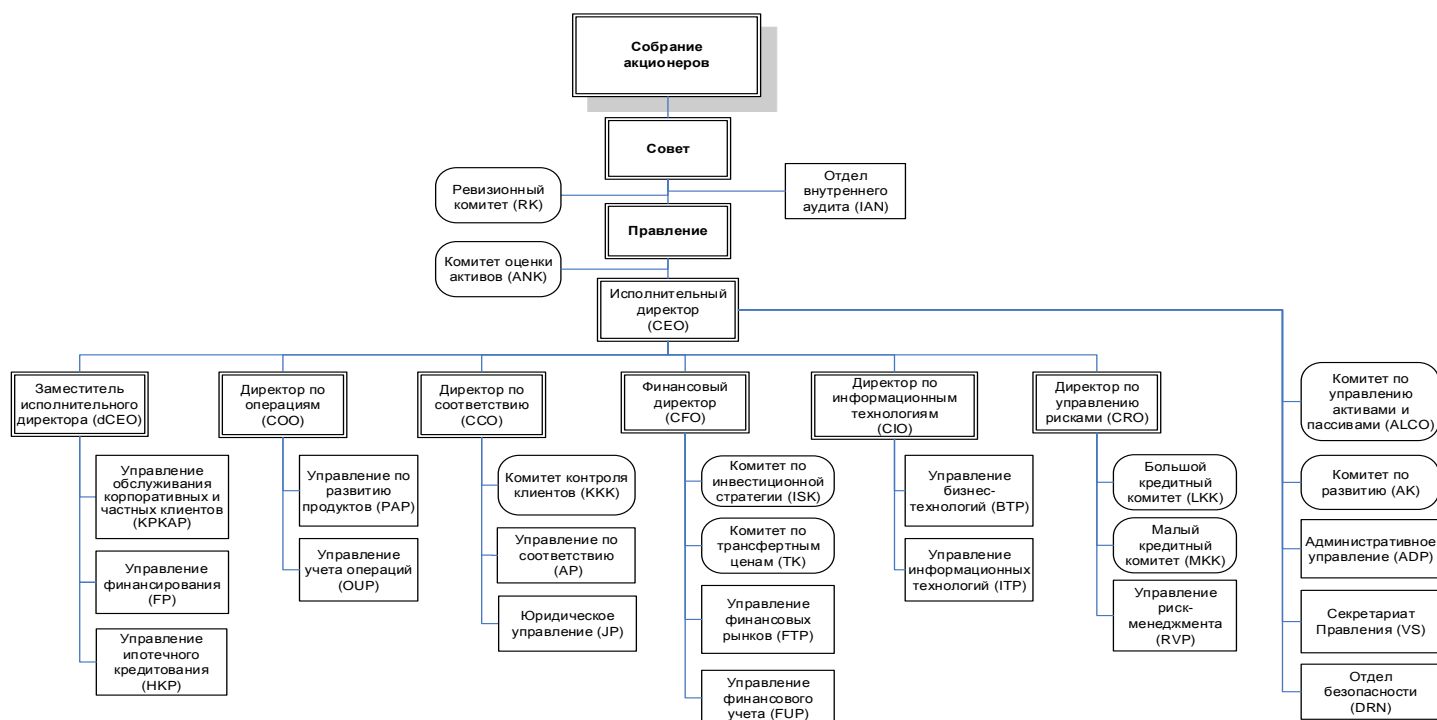 Собрание
акционеров
Совет
Ревизионный
комитет (RK)
Отдел
внутреннего
аудита (IAN)
Правление
Комитет оценки
активов (ANK)
Исполнительный
директор
(CEO)
Заместитель
исполнительного
директора (dCEO)
Директор по
операциям
(COO)
Директор по
соответствию
(CCO)
Финансовый
директор
(CFO)
Директор по
информационным
технологиям
(CIO)
Директор по
управлению
рисками (CRO)
Комитет по
управлению
активами и
пассивами (ALCO)
Управление
обслуживания
корпоративных и
частных клиентов
(KPKAP)
Управление
финансирования
(FP)
Управление
ипотечного
кредитования
(HKP)
Управление по
развитию
продуктов (PAP)
Управление
учета операций
(OUP)
Комитет контроля
клиентов (KKK)
Управление по
соответствию
(AP)
Юридическое
управление (JP)
Комитет по
инвестиционной
стратегии (ISK)
Комитет по
трансфертным
ценам (TK)
Управление
финансовых
рынков (FTP)
Управление
финансового
учета (FUP)
Управление
бизнес-
технологий (BTP)
Управление
информационных
технологий (ITP)
Большой
кредитный
комитет (LKK)
Малый
кредитный
комитет (MKK)
Управление
риск-
менеджмента
(RVP)
Комитет по
развитию (AK)
Административное
управление (ADP)
Секретариат
Правления (VS)
Отдел
безопасности
(DRN)